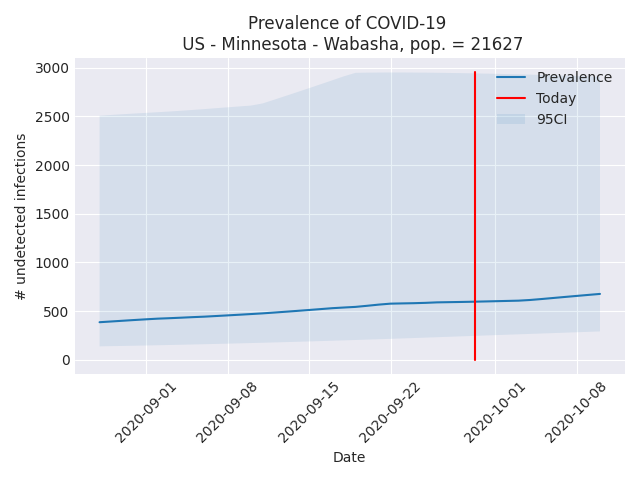 Prevalence of COVID-19
US - Minnesota - Wabasha, pop. = 21627
3000
2500
2000
1500
1000
500
0
# undetected infections
Prevalence
Today
95CI
2020-09-01
2020-09-08
2020-09-15
2020-09-22
2020-10-01
2020-10-08
Date